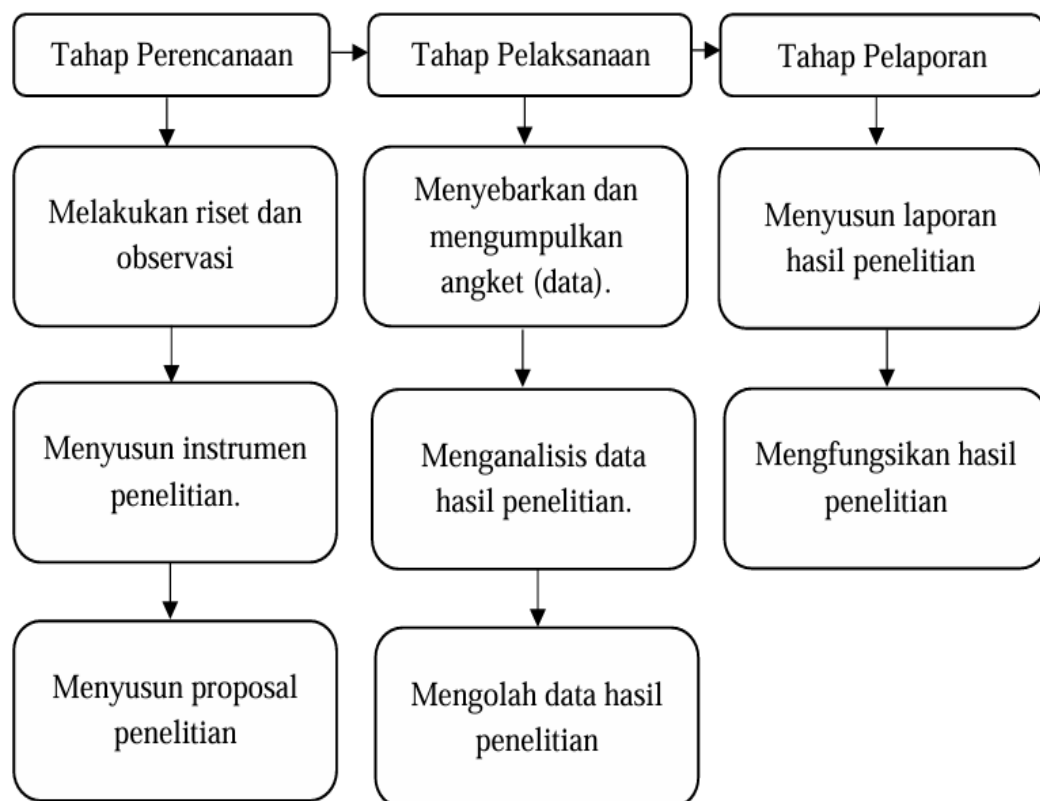 Tahap Perencanaan
Tahap Pelaksanaan
Tahap Pelaporan
Melakukan riset dan
observasi
Menyebarkan dan
mengumpulkan
angket (data).
Menyusun laporan
hasil penelitian
Menyusun instrumen
penelitian.
Menganalisis data
hasil penelitian.
Mengfungsikan hasil
penelitian
Menyusun proposal
penelitian
Mengolah data hasil
penelitian